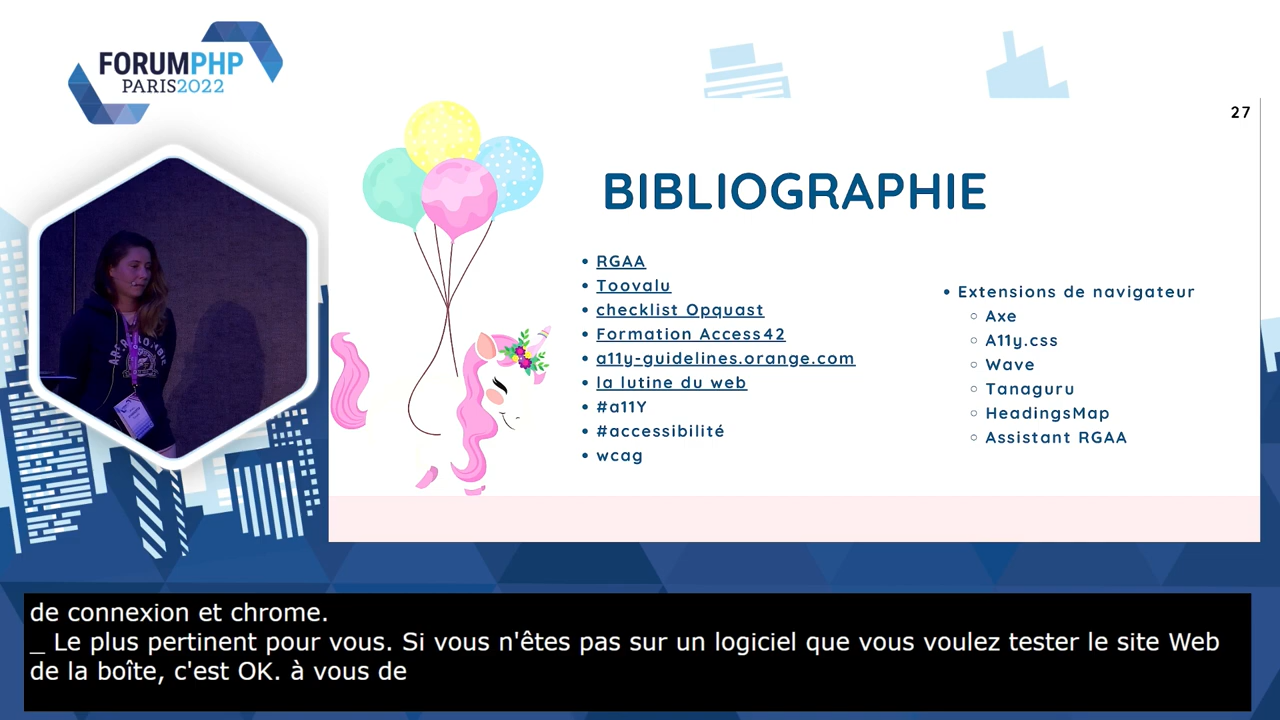 FORUMPHP
PARIS2022
27
BIBLIOGRAPHIE
• RGAA
• Toovalu
• checklist Opquast
• Formation Access42
• a11y-guidelines.orange.com
• la lutine du web
• #a11Y
• #accessibilité
• wcag
• Extensions de navigateur
○ Axe
○ A11y.css
○ Wave
○ Tanaguru
○ HeadingsMap
○ Assistant RGAA
de connexion et chrome.
_ Le plus pertinent pour vous. Si vous n'êtes pas sur un logiciel que vous voulez tester le site Web
de la boîte, c'est OK. à vous de